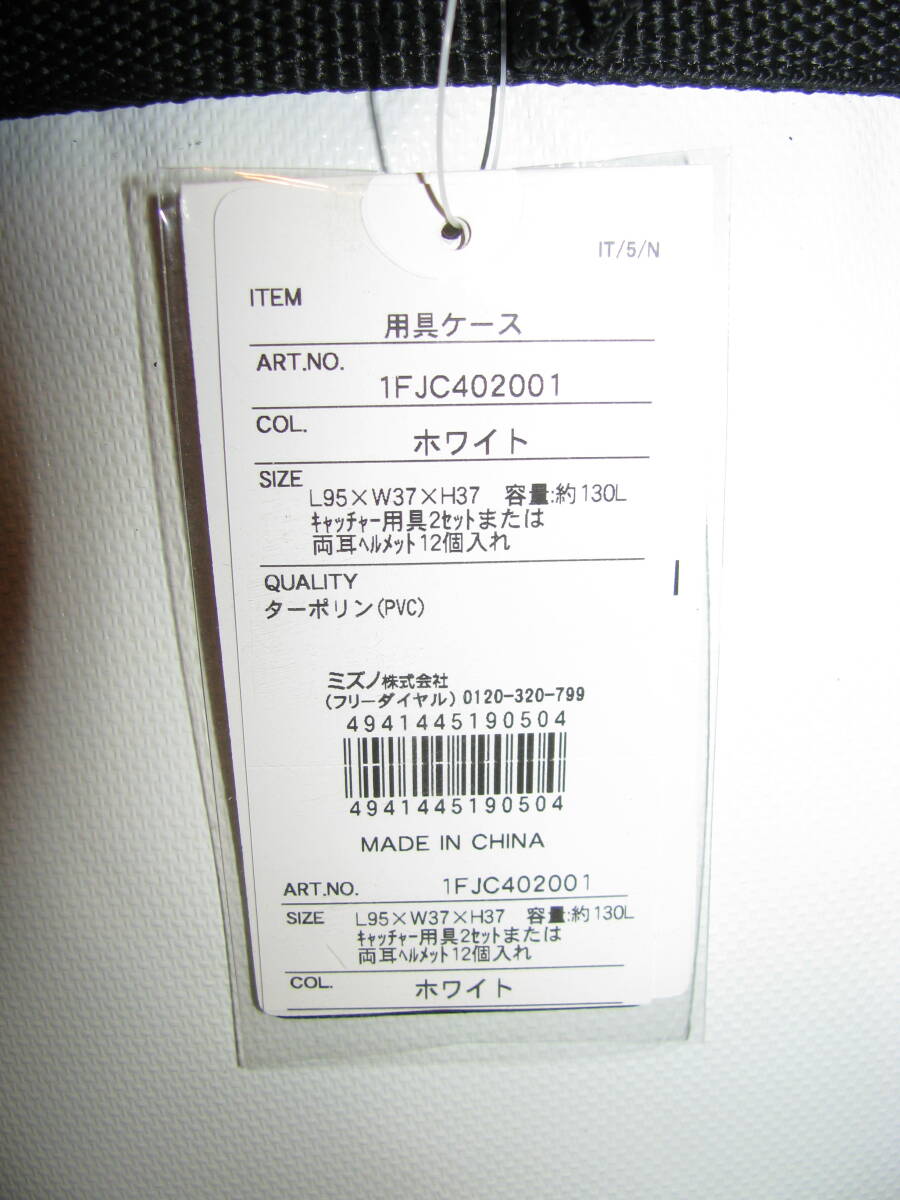 IT/5/N
ITEM
用具ケース
ART.NO.
1FJC402001
COL.
ホワイト
SIZE
L95×W37×H37 容量:約130L
ｷｬｯﾁｬｰ用具2ｾｯﾄまたは
両耳ﾍﾙﾒｯﾄ12個入れ
QUALITY
ターポリン(PVC)
ミズノ株式会社
(フリーダイヤル) 0120-320-799
4941445190504
4941445190504
MADE IN CHINA
ART.NO. 1FJC402001
SIZE L95×W37×H37 容量:約130L
ｷｬｯﾁｬｰ用具2ｾｯﾄまたは
両耳ﾍﾙﾒｯﾄ12個入れ
COL. ホワイト